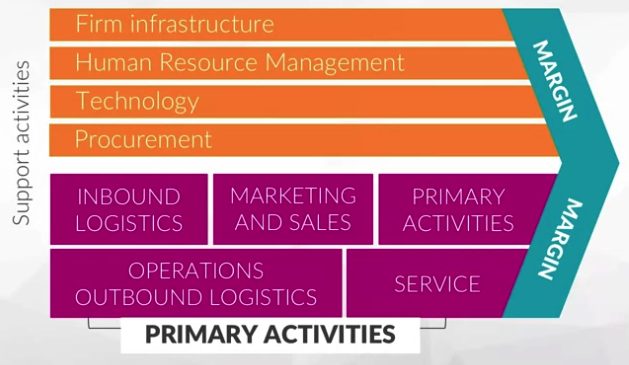 Support activities
Firm infrastructure
Human Resource Management
Technology
Procurement
MARGIN
INBOUND
LOGISTICS
MARKETING
AND SALES
PRIMARY
ACTIVITIES
OPERATIONS
OUTBOUND LOGISTICS
SERVICE
MARGIN
PRIMARY ACTIVITIES